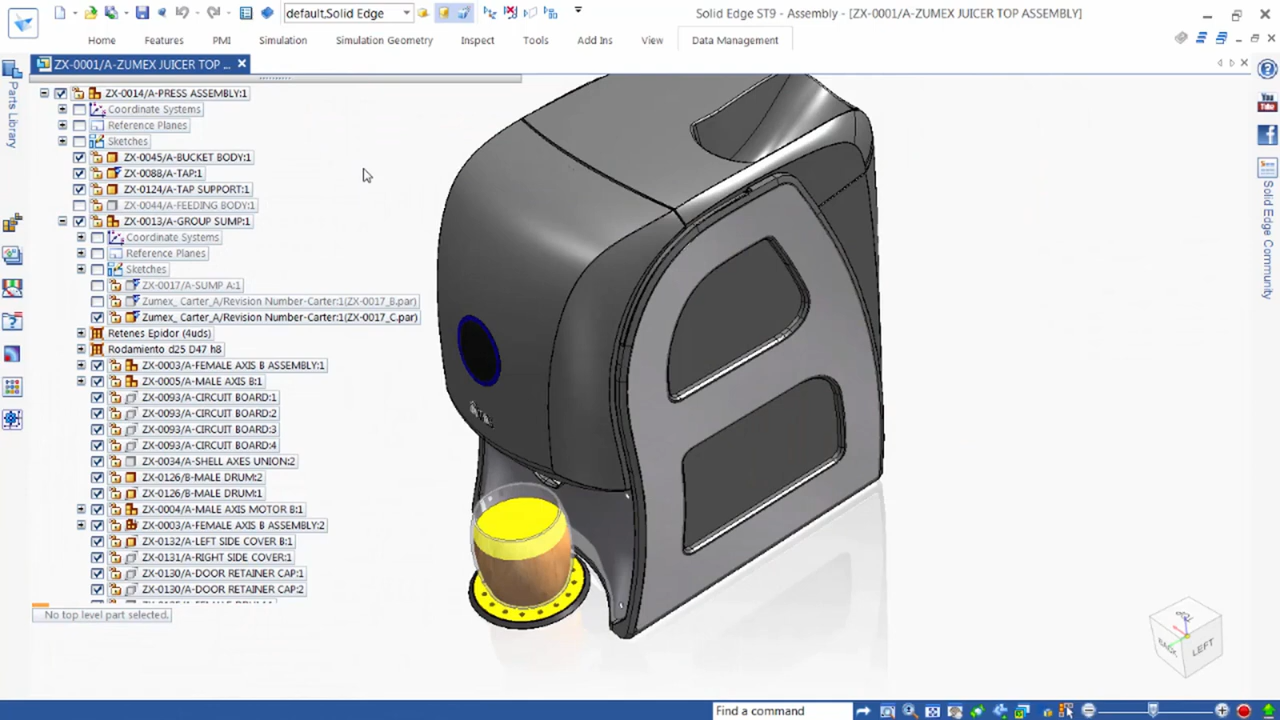 default,Solid Edge
Solid Edge ST9 - Assembly - [ZX-0001/A-ZUMEX JUICER TOP ASSEMBLY]
Home Features PMI Simulation Simulation Geometry Inspect Tools Add Ins View Data Management
ZX-0001/A-ZUMEX JUICER TOP ...
Parts Library
ZX-0014/A-PRESS ASSEMBLY:1
Coordinate Systems
Reference Planes
Sketches
ZX-0045/A-BUCKET BODY:1
ZX-0088/A-TAP:1
ZX-0124/A-TAP SUPPORT:1
ZX-0044/A-FEEDING BODY:1
ZX-0013/A-GROUP SUMP:1
Coordinate Systems
Reference Planes
Sketches
ZX-0017/A-SUMP A:1
Zumex_ Carter_A/Revision Number-Carter:1(ZX-0017_B.par)
Zumex_ Carter_A/Revision Number-Carter:1(ZX-0017_C.par)
Retenes Epidor (4uds)
Rodamiento d25 D47 h8
ZX-0003/A-FEMALE AXIS B ASSEMBLY:1
ZX-0005/A-MALE AXIS B:1
ZX-0093/A-CIRCUIT BOARD:1
ZX-0093/A-CIRCUIT BOARD:2
ZX-0093/A-CIRCUIT BOARD:3
ZX-0093/A-CIRCUIT BOARD:4
ZX-0034/A-SHELL AXES UNION:2
ZX-0126/B-MALE DRUM:2
ZX-0126/B-MALE DRUM:1
ZX-0004/A-MALE AXIS MOTOR B:1
ZX-0003/A-FEMALE AXIS B ASSEMBLY:2
ZX-0132/A-LEFT SIDE COVER B:1
ZX-0131/A-RIGHT SIDE COVER:1
ZX-0130/A-DOOR RETAINER CAP:1
ZX-0130/A-DOOR RETAINER CAP:2
No top level part selected.
You
Solid Edge Community
BACK
LEFT
Find a command